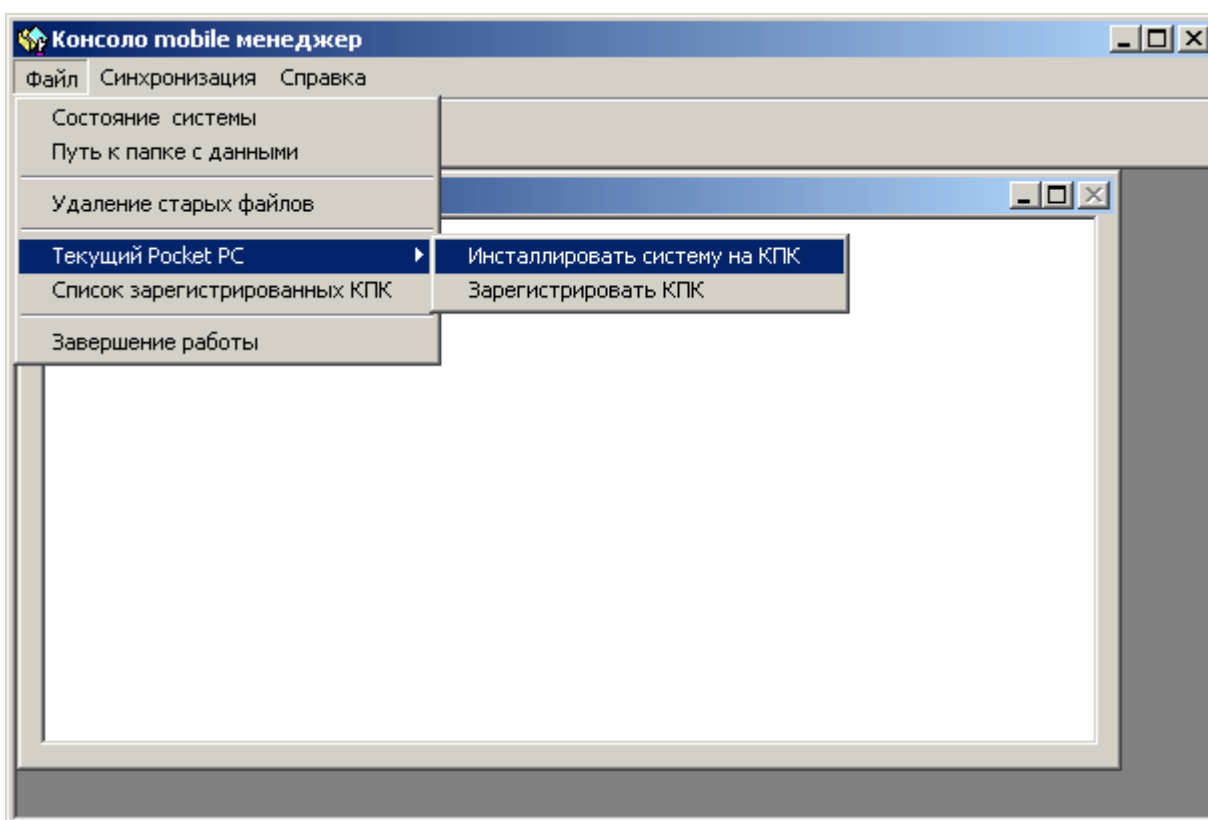 Консоло mobile менеджер
Файл Синхронизация Справка
Состояние системы
Путь к папке с данными
Удаление старых файлов
Текущий Pocket PC
Инсталлировать систему на КПК
Список зарегистрированных КПК
Зарегистрировать КПК
Завершение работы